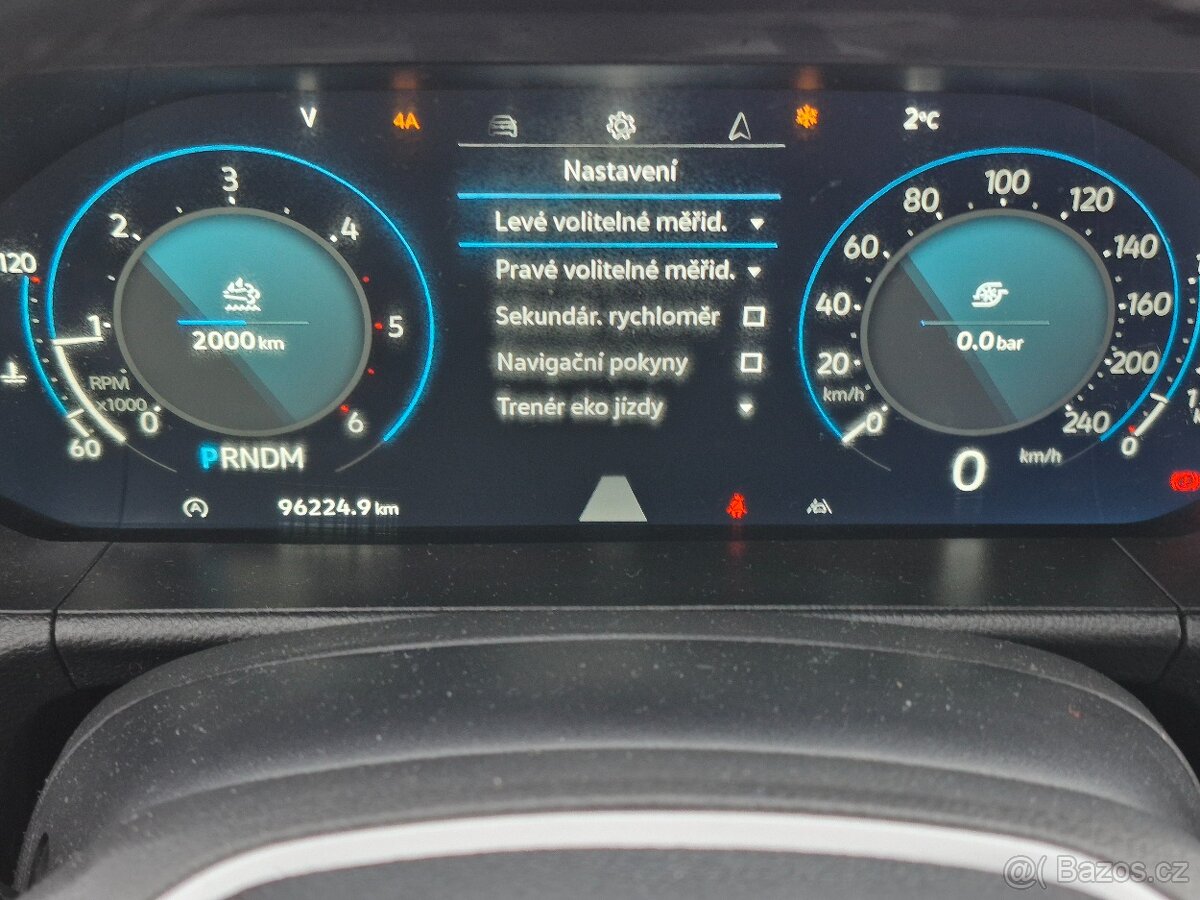 V 4A 2°C
Nastavení
Levé volitelné měřid.
Pravé volitelné měřid.
Sekundár. rychloměr
Navigační pokyny
Trenér eko jízdy
0 1 2 3 4 5 6
RPM
x1000
120
60
2000 km
PRNDM
96224.9 km
0 20 40 60 80 100 120 140 160 200 240
km/h
0.0 bar
0 km/h
0
@( Bazoš.cz